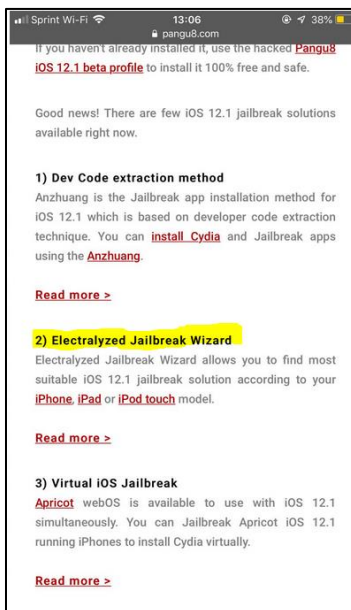 Sprint Wi-Fi 13:06 38%
pangu8.com
If you haven't already installed it, use the hacked Pangu8
iOS 12.1 beta profile to install it 100% free and safe.
Good news! There are few iOS 12.1 jailbreak solutions
available right now.
1) Dev Code extraction method
Anzhuang is the Jailbreak app installation method for
iOS 12.1 which is based on developer code extraction
technique. You can install Cydia and Jailbreak apps
using the Anzhuang.
Read more >
2) Electralyzed Jailbreak Wizard
Electralyzed Jailbreak Wizard allows you to find most
suitable iOS 12.1 jailbreak solution according to your
iPhone, iPad or iPod touch model.
Read more >
3) Virtual iOS Jailbreak
Apricot webOS is available to use with iOS 12.1
simultaneously. You can Jailbreak Apricot iOS 12.1
running iPhones to install Cydia virtually.
Read more >